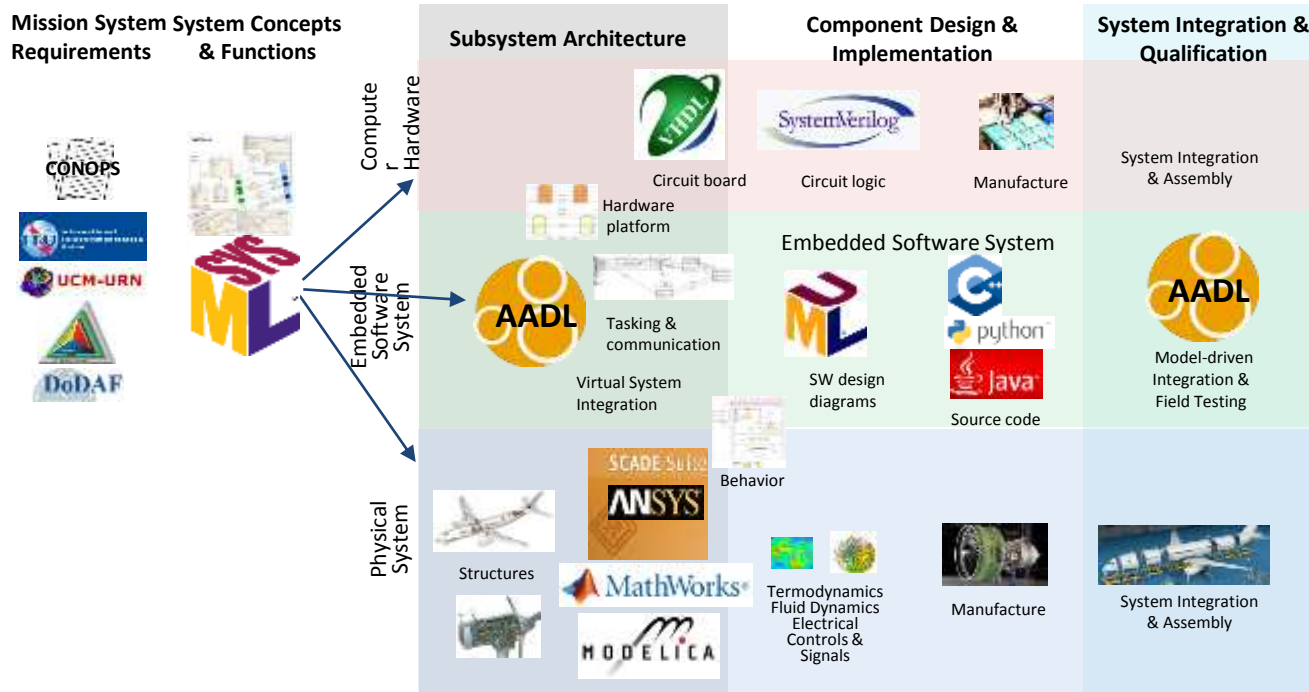 Mission System
Requirements
System Concepts
& Functions
Subsystem Architecture
Component Design &
Implementation
System Integration &
Qualification
Compute
r
Hardware
VHDL
Circuit board
SystemVerilog
Circuit logic
Manufacture
System Integration
& Assembly
CONOPS
UCM-URN
DoDAF
SYS
ML
Embedded
Software
System
Hardware
platform
AADL
Tasking &
communication
Virtual System
Integration
Embedded Software System
UML
SW design
diagrams
C++
python
Java
Source code
AADL
Model-driven
Integration &
Field Testing
Behavior
Physical
System
Structures
SCADE Suite
ANSYS
MathWorks
MODELICA
Termodynamics
Fluid Dynamics
Electrical
Controls &
Signals
Manufacture
System Integration
& Assembly